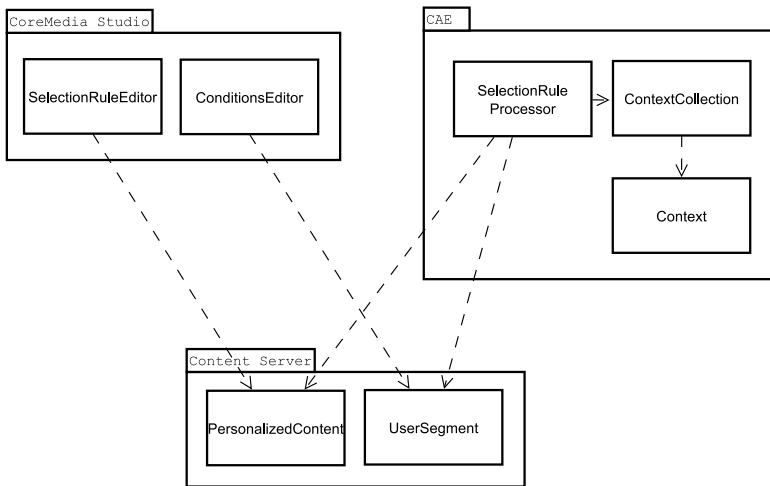 CoreMedia Studio
SelectionRuleEditor
ConditionsEditor
CAE
SelectionRule
Processor
ContextCollection
Context
Content Server
PersonalizedContent
UserSegment